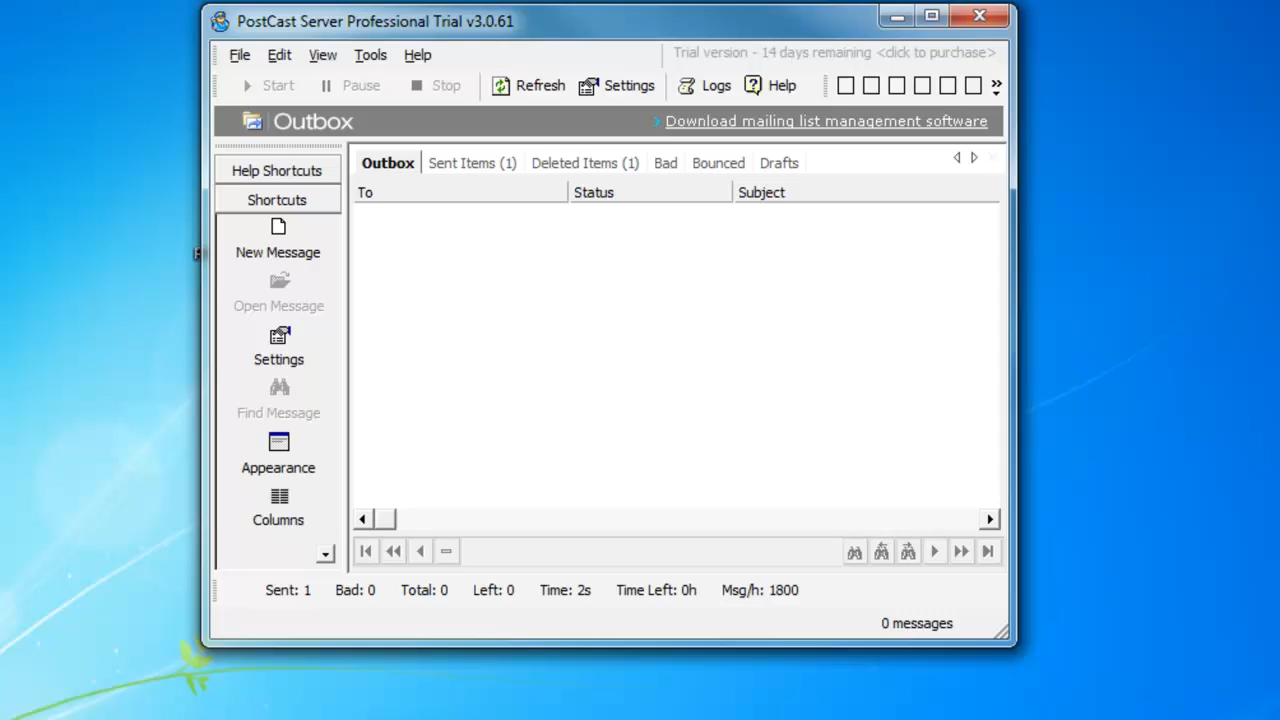 PostCast Server Professional Trial v3.0.61
File Edit View Tools Help
Trial version - 14 days remaining <click to purchase>
Start Pause Stop Refresh Settings Logs Help
Outbox
Download mailing list management software
Help Shortcuts
Shortcuts
New Message
Open Message
Settings
Find Message
Appearance
Columns
Outbox Sent Items (1) Deleted Items (1) Bad Bounced Drafts
To Status Subject
Sent: 1 Bad: 0 Total: 0 Left: 0 Time: 2s Time Left: 0h Msg/h: 1800
0 messages